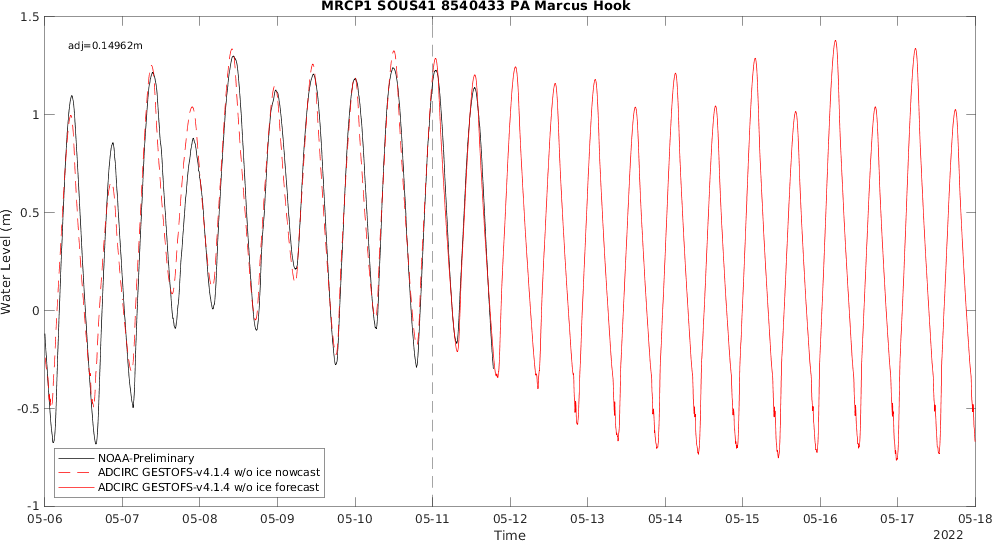 MRCP1 SOUS41 8540433 PA Marcus Hook
adj=0.14962m
1.5
1
0.5
0
-0.5
-1
Water Level (m)
NOAA-Preliminary
ADCIRC GESTOFS-v4.1.4 w/o ice nowcast
ADCIRC GESTOFS-v4.1.4 w/o ice forecast
05-06 05-07 05-08 05-09 05-10 05-11 05-12 05-13 05-14 05-15 05-16 05-17 05-18
Time
2022